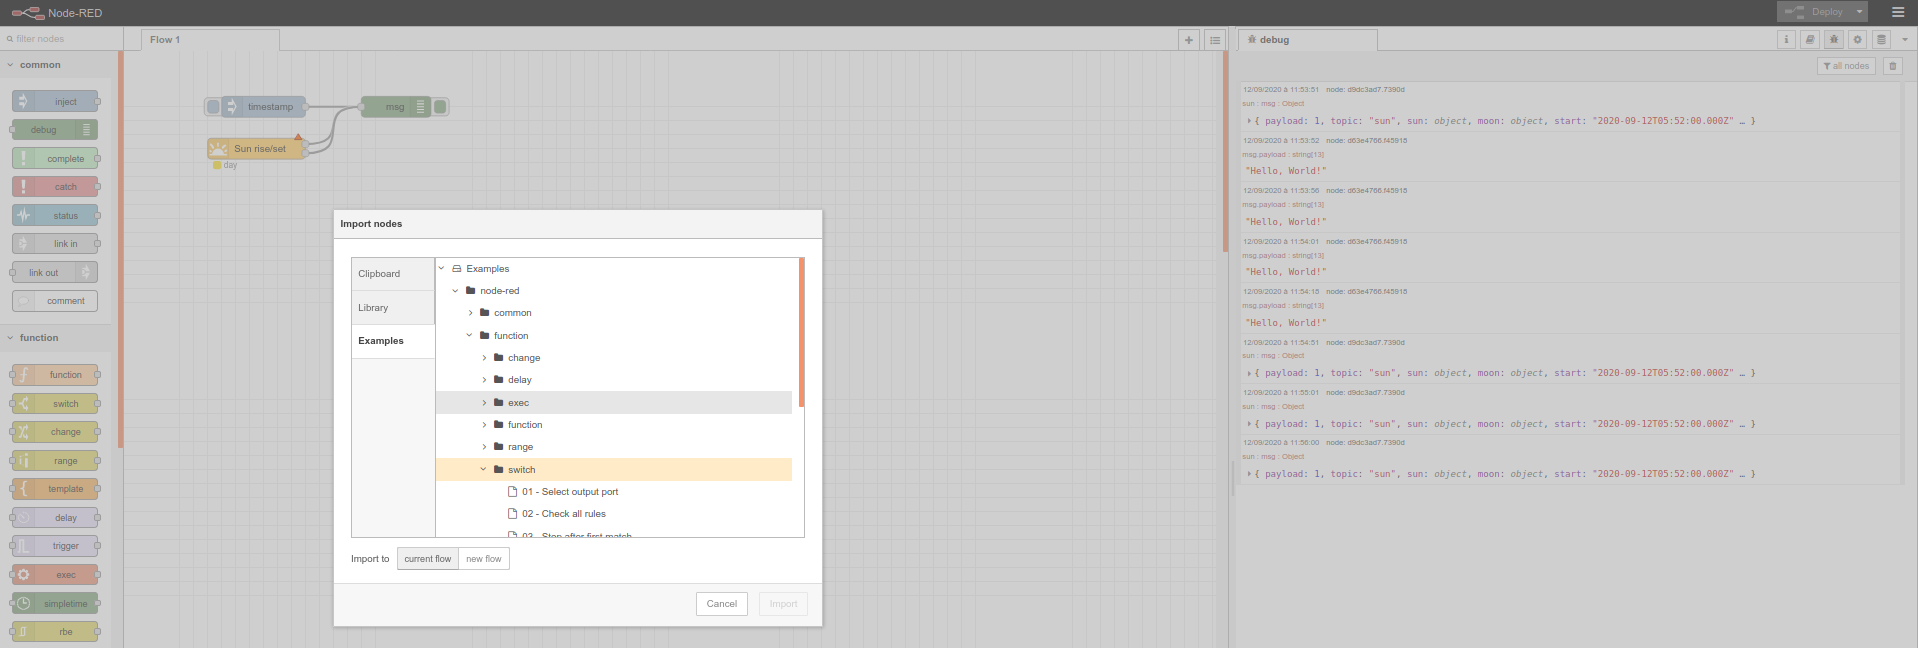 Node-RED
Deploy
filter nodes
Flow 1
debug
all nodes
common
inject
debug
complete
catch
status
link in
link out
comment
function
function
switch
change
range
template
delay
trigger
exec
simpletime
rbe
timestamp
msg
Sun rise/set
day
Import nodes
Clipboard
Library
Examples
Examples
node-red
common
function
change
delay
exec
function
range
switch
01 - Select output port
02 - Check all rules
03 - Stop after first match
Import to
current flow
new flow
Cancel
Import
12/09/2020 à 11:53:51 node: d9dc3ad7.7390d
sun : msg : Object
{ payload: 1, topic: "sun", sun: object, moon: object, start: "2020-09-12T05:52:00.000Z" … }
12/09/2020 à 11:53:52 node: d63e4766.f45918
msg.payload : string[13]
"Hello, World!"
12/09/2020 à 11:53:56 node: d63e4766.f45918
msg.payload : string[13]
"Hello, World!"
12/09/2020 à 11:54:01 node: d63e4766.f45918
msg.payload : string[13]
"Hello, World!"
12/09/2020 à 11:54:18 node: d63e4766.f45918
msg.payload : string[13]
"Hello, World!"
12/09/2020 à 11:54:51 node: d9dc3ad7.7390d
sun : msg : Object
{ payload: 1, topic: "sun", sun: object, moon: object, start: "2020-09-12T05:52:00.000Z" … }
12/09/2020 à 11:55:01 node: d9dc3ad7.7390d
sun : msg : Object
{ payload: 1, topic: "sun", sun: object, moon: object, start: "2020-09-12T05:52:00.000Z" … }
12/09/2020 à 11:56:00 node: d9dc3ad7.7390d
sun : msg : Object
{ payload: 1, topic: "sun", sun: object, moon: object, start: "2020-09-12T05:52:00.000Z" … }